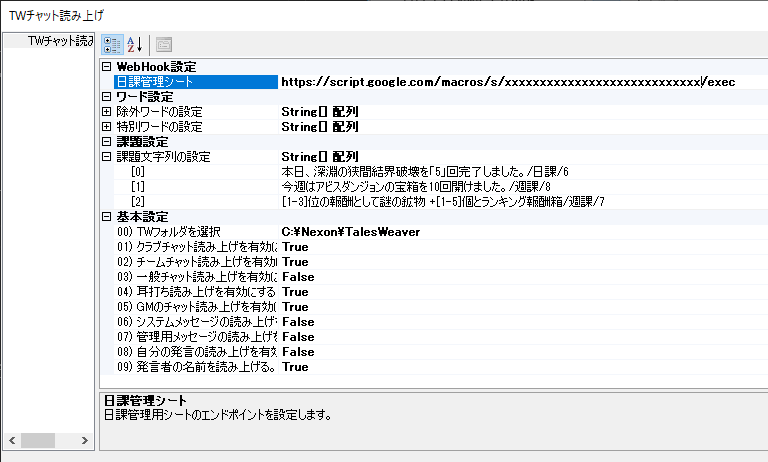 TWチャット読み上げ
TWチャット読み
WebHook設定
日課管理シート https://script.google.com/macros/s/xxxxxxxxxxxxxxxxxxxxxxxxxxxx/exec
ワード設定
除外ワードの設定 String[] 配列
特別ワードの設定 String[] 配列
課題設定
課題文字列の設定 String[] 配列
[0] 本日、深淵の狭間結界破壊を「5」回完了しました。/日課/6
[1] 今週はアビスダンジョンの宝箱を10回開けました。/週課/8
[2] [1-3]位の報酬として謎の鉱物 +[1-5]個とランキング報酬箱/週課/7
基本設定
00) TWフォルダを選択 C:¥Nexon¥TalesWeaver
01) クラブチャット読み上げを有効に True
02) チームチャット読み上げを有効 True
03) 一般チャット読み上げを有効に False
04) 耳打ち読み上げを有効にする True
05) GMのチャット読み上げを有効 True
06) システムメッセージの読み上げ False
07) 管理用メッセージの読み上げを False
08) 自分の発言の読み上げを有効 False
09) 発言者の名前を読み上げる。 True
日課管理シート
日課管理用シートのエンドポイントを設定します。